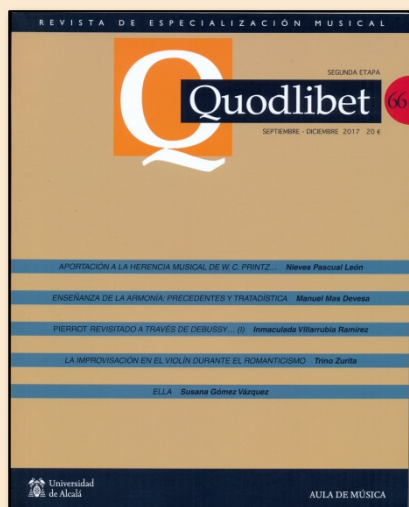 REVISTA DE ESPECIALIZACIÓN MUSICAL
SEGUNDA ETAPA
Quodlibet
66
SEPTIEMBRE - DICIEMBRE 2017 20 €
APORTACIÓN A LA HERENCIA MUSICAL DE W. C. PRINTZ... Nieves Pascual León
ENSEÑANZA DE LA ARMONÍA: PRECEDENTES Y TRATADÍSTICA Manuel Mas Devesa
PIERROT REVISITADO A TRAVÉS DE DEBUSSY... (I) Inmaculada Villarrubia Ramírez
LA IMPROVISACIÓN EN EL VIOLÍN DURANTE EL ROMANTICISMO Trino Zurita
ELLA Susana Gómez Vázquez
Universidad
de Alcalá
AULA DE MÚSICA